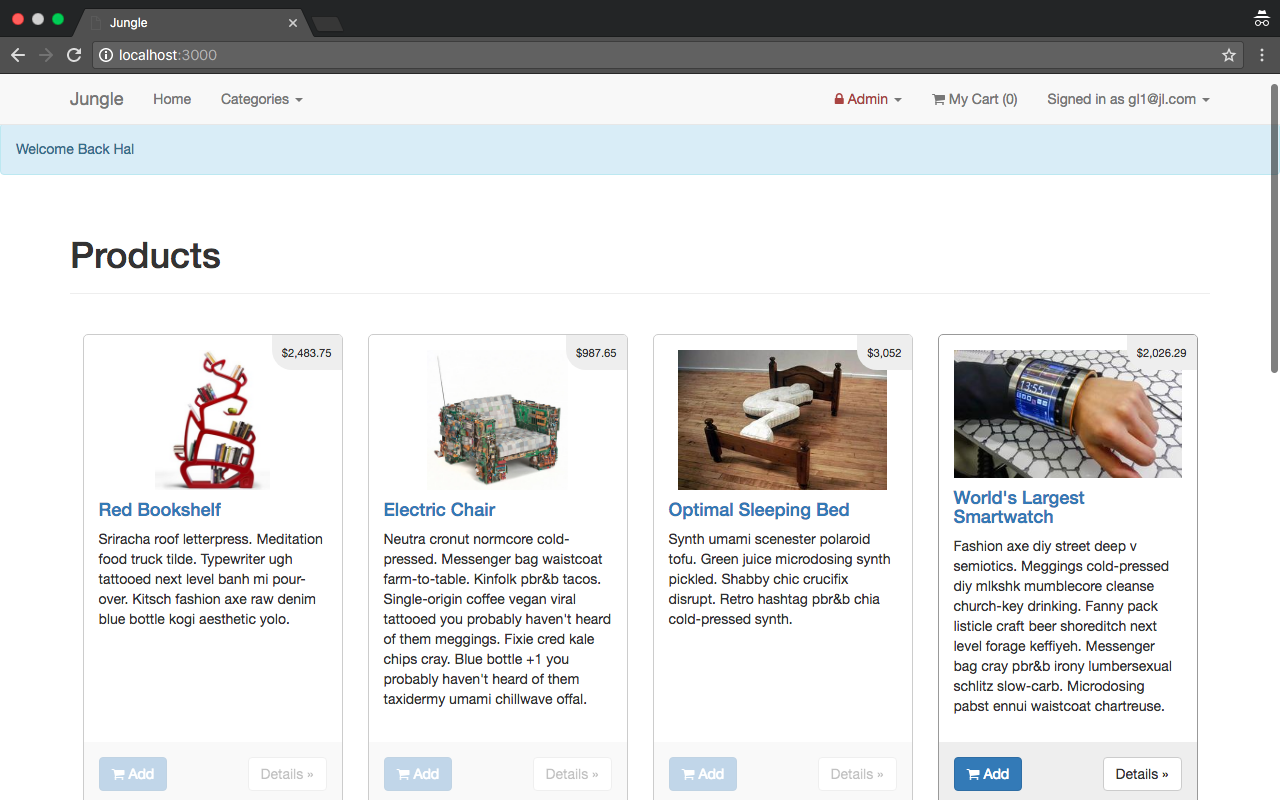 Jungle
localhost:3000
Jungle Home Categories Admin My Cart (0) Signed in as gl1@jl.com
Welcome Back Hal
Products
$2,483.75
Red Bookshelf
Sriracha roof letterpress. Meditation
food truck tilde. Typewriter ugh
tattooed next level banh mi pour-
over. Kitsch fashion axe raw denim
blue bottle kogi aesthetic yolo.
Add Details »
$987.65
Electric Chair
Neutra cronut normcore cold-
pressed. Messenger bag waistcoat
farm-to-table. Kinfolk pbr&b tacos.
Single-origin coffee vegan viral
tattooed you probably haven't heard
of them meggings. Fixie cred kale
chips cray. Blue bottle +1 you
probably haven't heard of them
taxidermy umami chillwave offal.
Add Details »
$3,052
Optimal Sleeping Bed
Synth umami scenester polaroid
tofu. Green juice microdosing synth
pickled. Shabby chic crucifix
disrupt. Retro hashtag pbr&b chia
cold-pressed synth.
Add Details »
$2,026.29
13:55
World's Largest
Smartwatch
Fashion axe diy street deep v
semiotics. Meggings cold-pressed
diy mlkshk mumblecore cleanse
church-key drinking. Fanny pack
listicle craft beer shoreditch next
level forage keffiyeh. Messenger
bag cray pbr&b irony lumbersexual
schlitz slow-carb. Microdosing
pabst ennui waistcoat chartreuse.
Add Details »